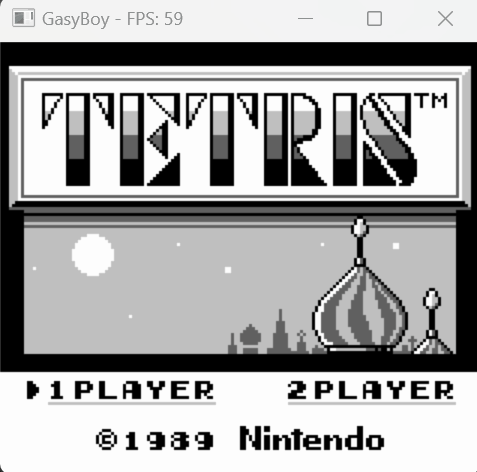 GasyBoy - FPS: 59
TETRIS™
1PLAYER 2PLAYER
©1989 Nintendo